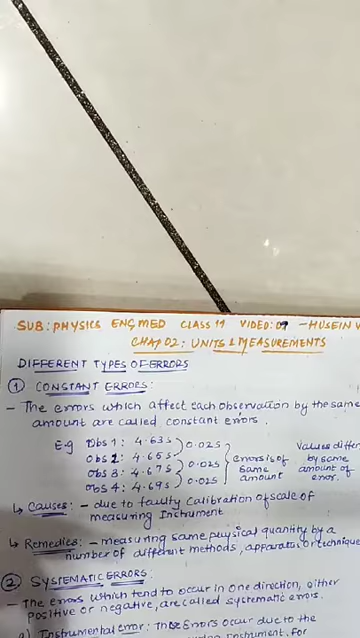 SUB: PHYSICS ENG MED CLASS 11 VIDEO: 09 - HUSEIN V
CHAP 02: UNITS & MEASUREMENTS
DIFFERENT TYPES OF ERRORS
① CONSTANT ERRORS:
- The errors which affect each observation by the same
amount are called constant errors.
Eg Obs 1: 4.63s
Obs 2: 4.65s
Obs 3: 4.67s
Obs 4: 4.69s
0.02s
0.02s
0.02s
error is of
same
amount
Values differ
by same
amount of
error.
↳ Causes: - due to faulty calibration of scale of
measuring Instrument
↳ Remedies: - measuring same physical quantity by a
number of different methods, apparatus or technique
② SYSTEMATIC ERRORS:
- The errors which tend to occur in one direction, either
positive or negative, are called systematic errors.
a) Instrumental error: These Errors occur due to the
instrument. For